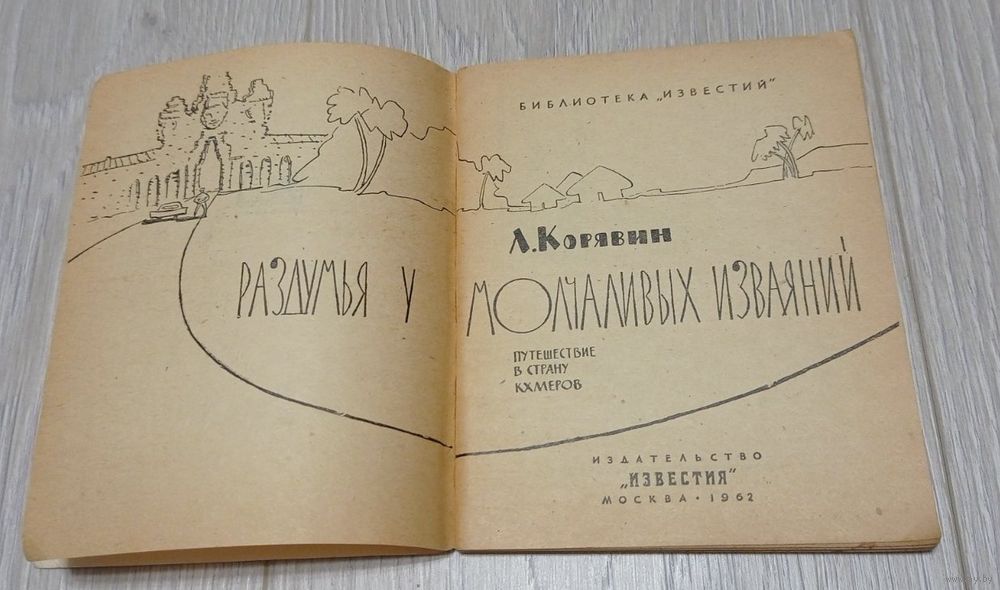 БИБЛИОТЕКА „ИЗВЕСТИЙ"
Л. Корявин
РАЗДУМЬЯ У МОЛЧАЛИВЫХ ИЗВАЯНИЙ
ПУТЕШЕСТВИЕ
В СТРАНУ
КХМЕРОВ
ИЗДАТЕЛЬСТВО
„ИЗВЕСТИЯ"
МОСКВА · 1962